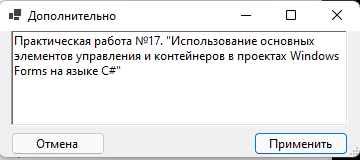 Дополнительно
Практическая работа №17. "Использование основных
элементов управления и контейнеров в проектах Windows
Forms на языке C#"
Отмена
Применить